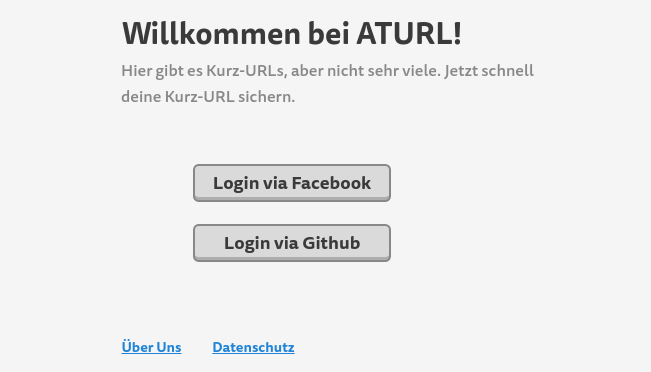 Willkommen bei ATURL!
Hier gibt es Kurz-URLs, aber nicht sehr viele. Jetzt schnell
deine Kurz-URL sichern.
Login via Facebook
Login via Github
Über Uns Datenschutz